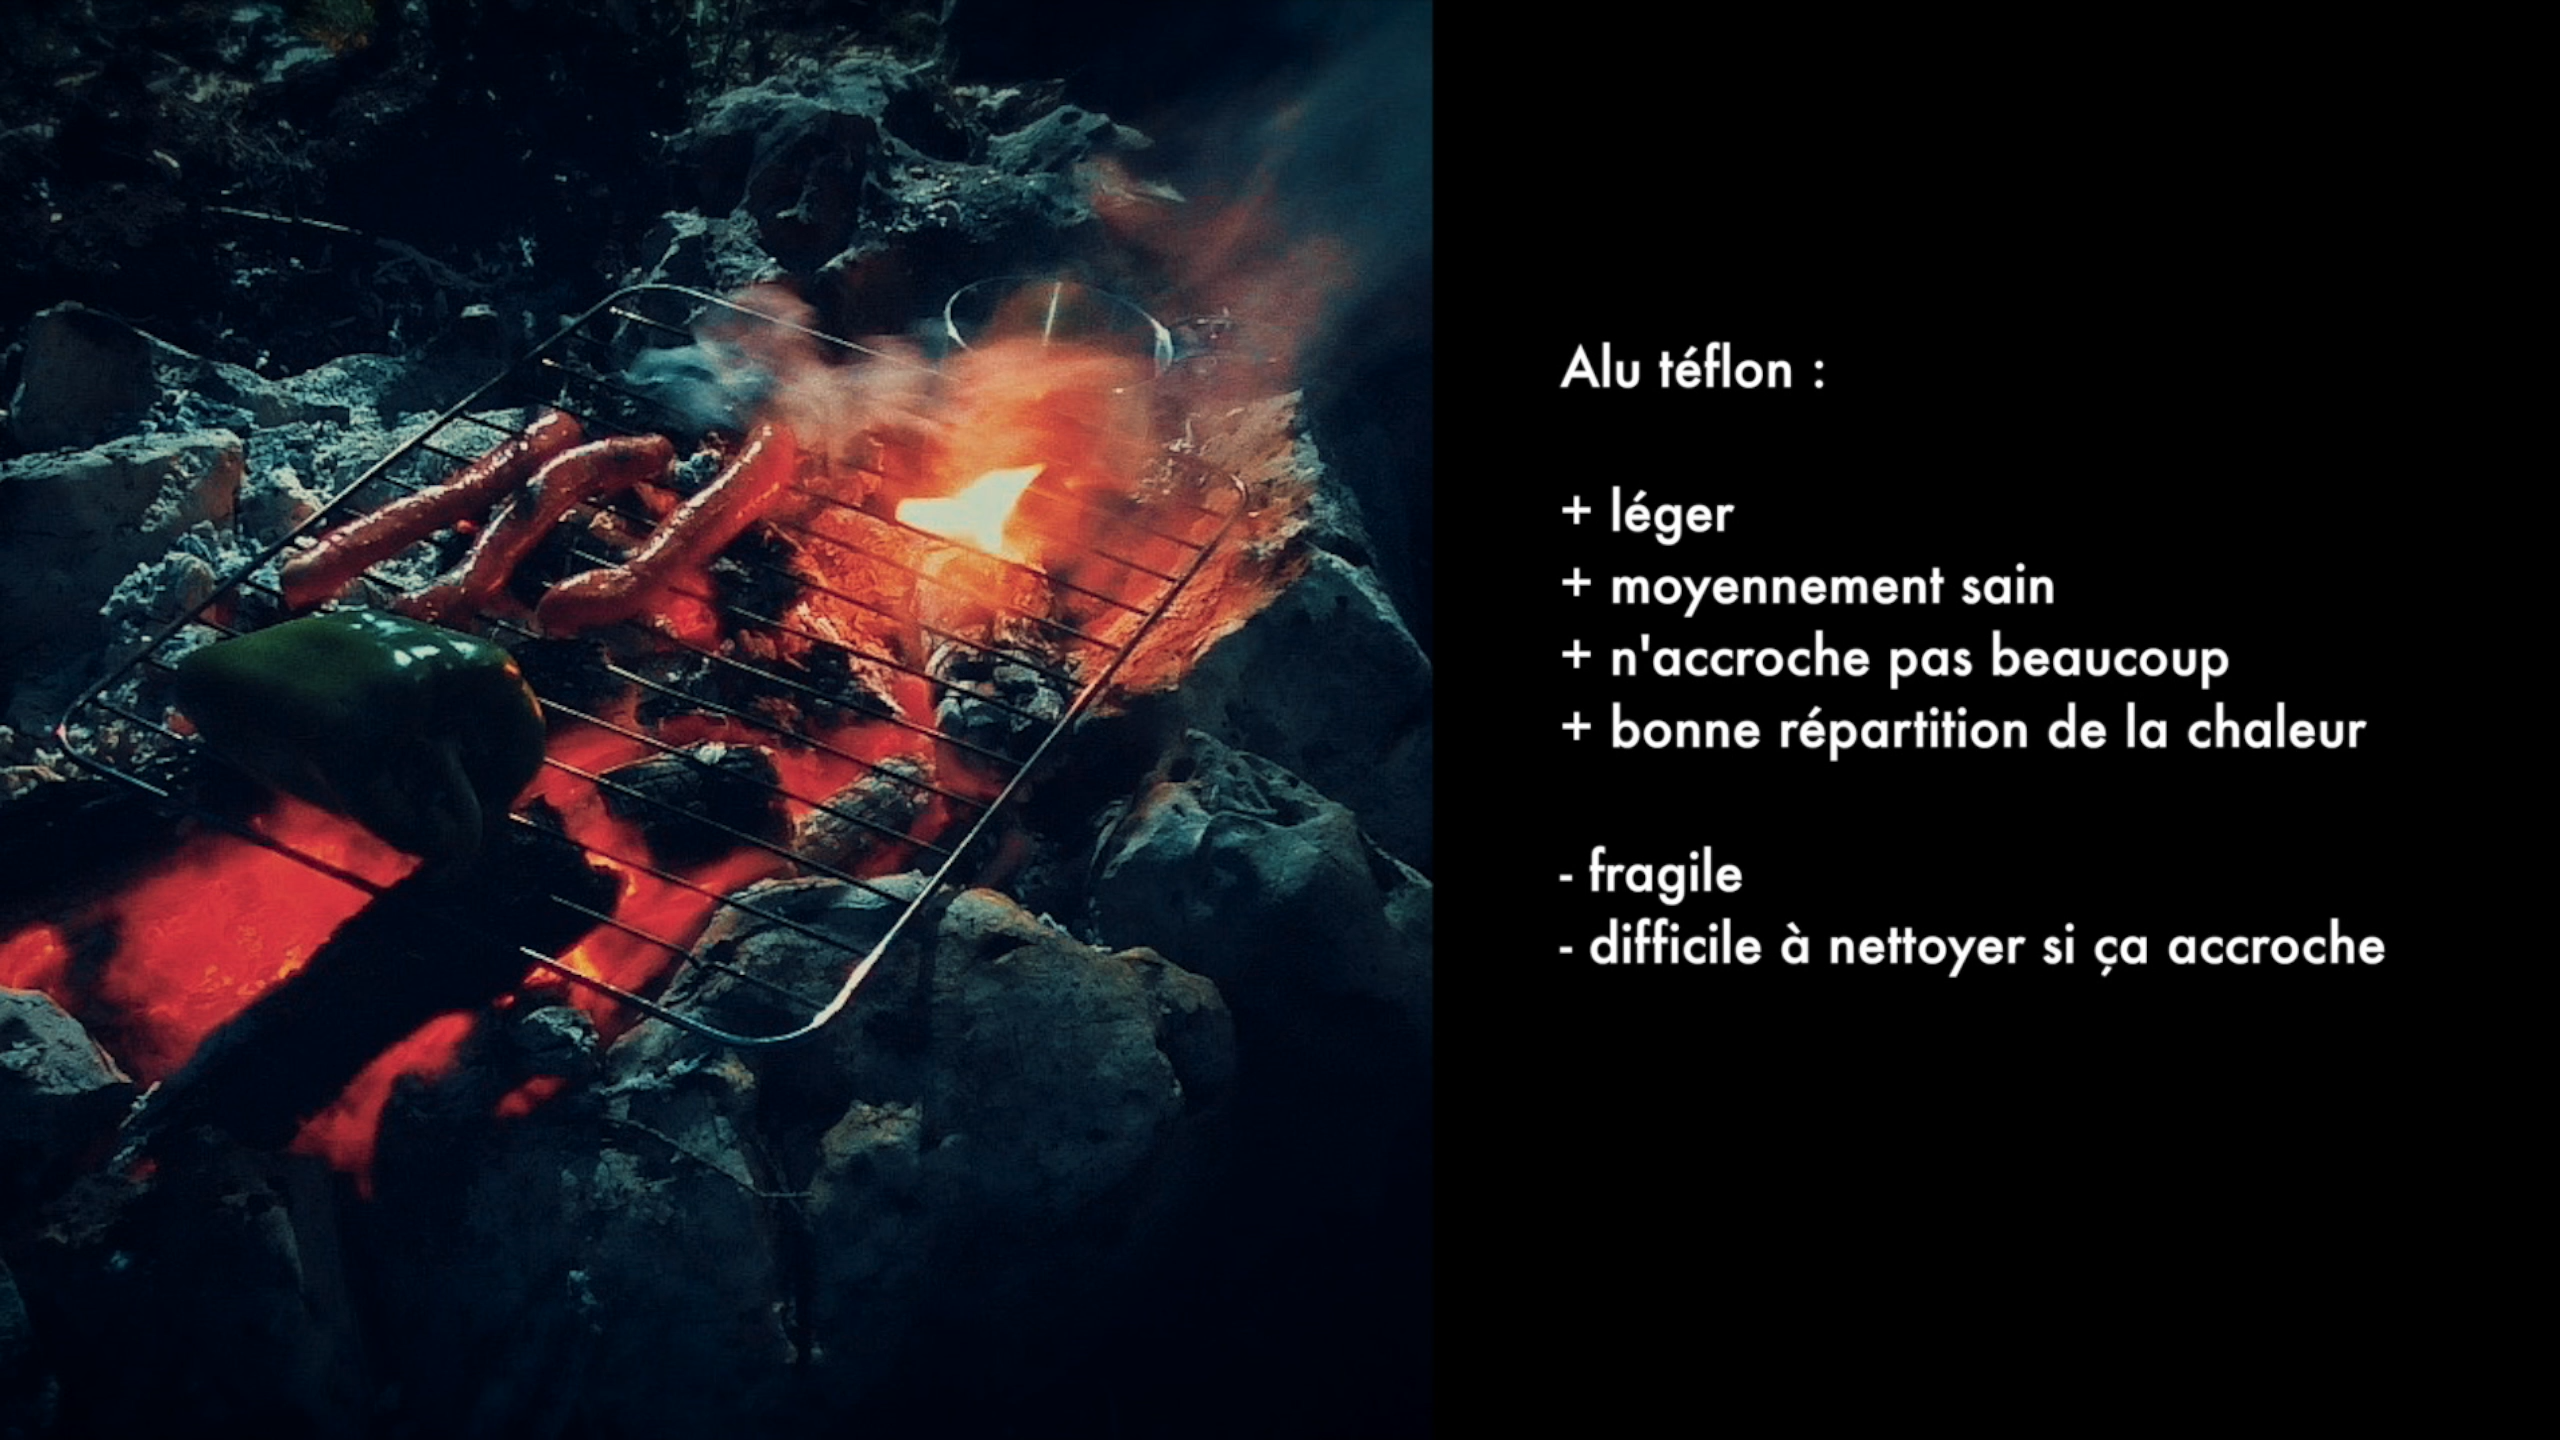 Alu téflon :
+ léger
+ moyennement sain
+ n'accroche pas beaucoup
+ bonne répartition de la chaleur
- fragile
- difficile à nettoyer si ça accroche